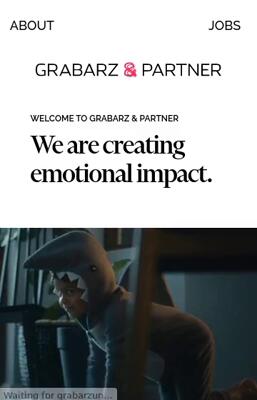 ABOUT JOBS
GRABARZ & PARTNER
WELCOME TO GRABARZ & PARTNER
We are creating
emotional impact.
Waiting for grabarzun...